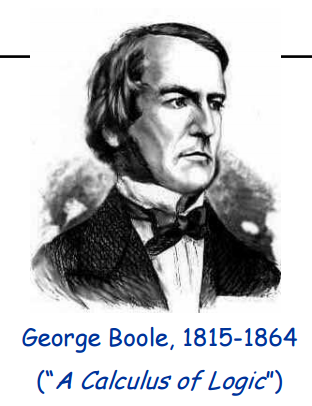 George Boole, 1815-1864
(“A Calculus of Logic”)